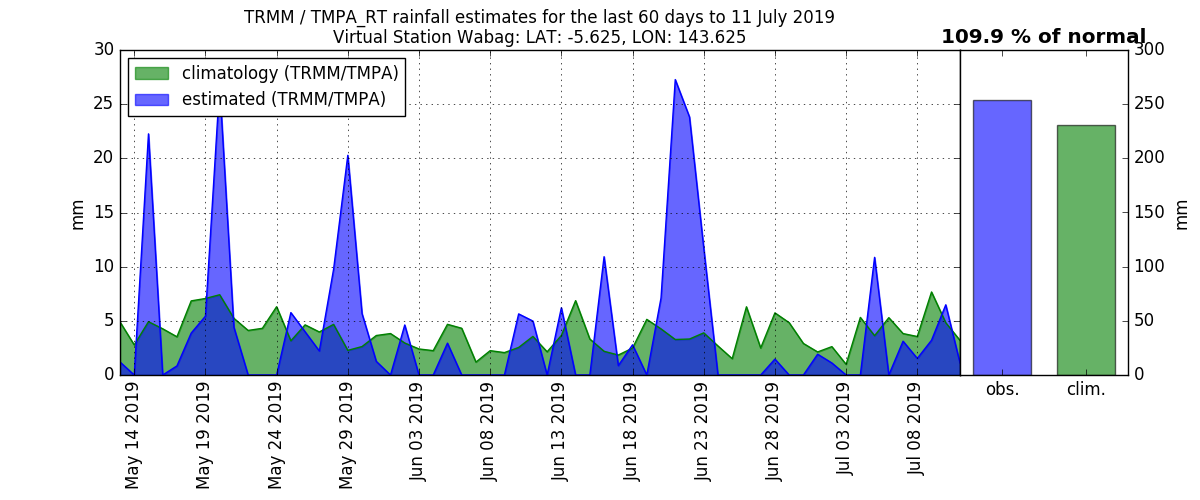 TRMM / TMPA_RT rainfall estimates for the last 60 days to 11 July 2019
Virtual Station Wabag: LAT: -5.625, LON: 143.625
109.9 % of normal
climatology (TRMM/TMPA)
estimated (TRMM/TMPA)
30
25
20
15
10
5
0
mm
May 14 2019
May 19 2019
May 24 2019
May 29 2019
Jun 03 2019
Jun 08 2019
Jun 13 2019
Jun 18 2019
Jun 23 2019
Jun 28 2019
Jul 03 2019
Jul 08 2019
obs.
clim.
300
250
200
150
100
50
0
mm